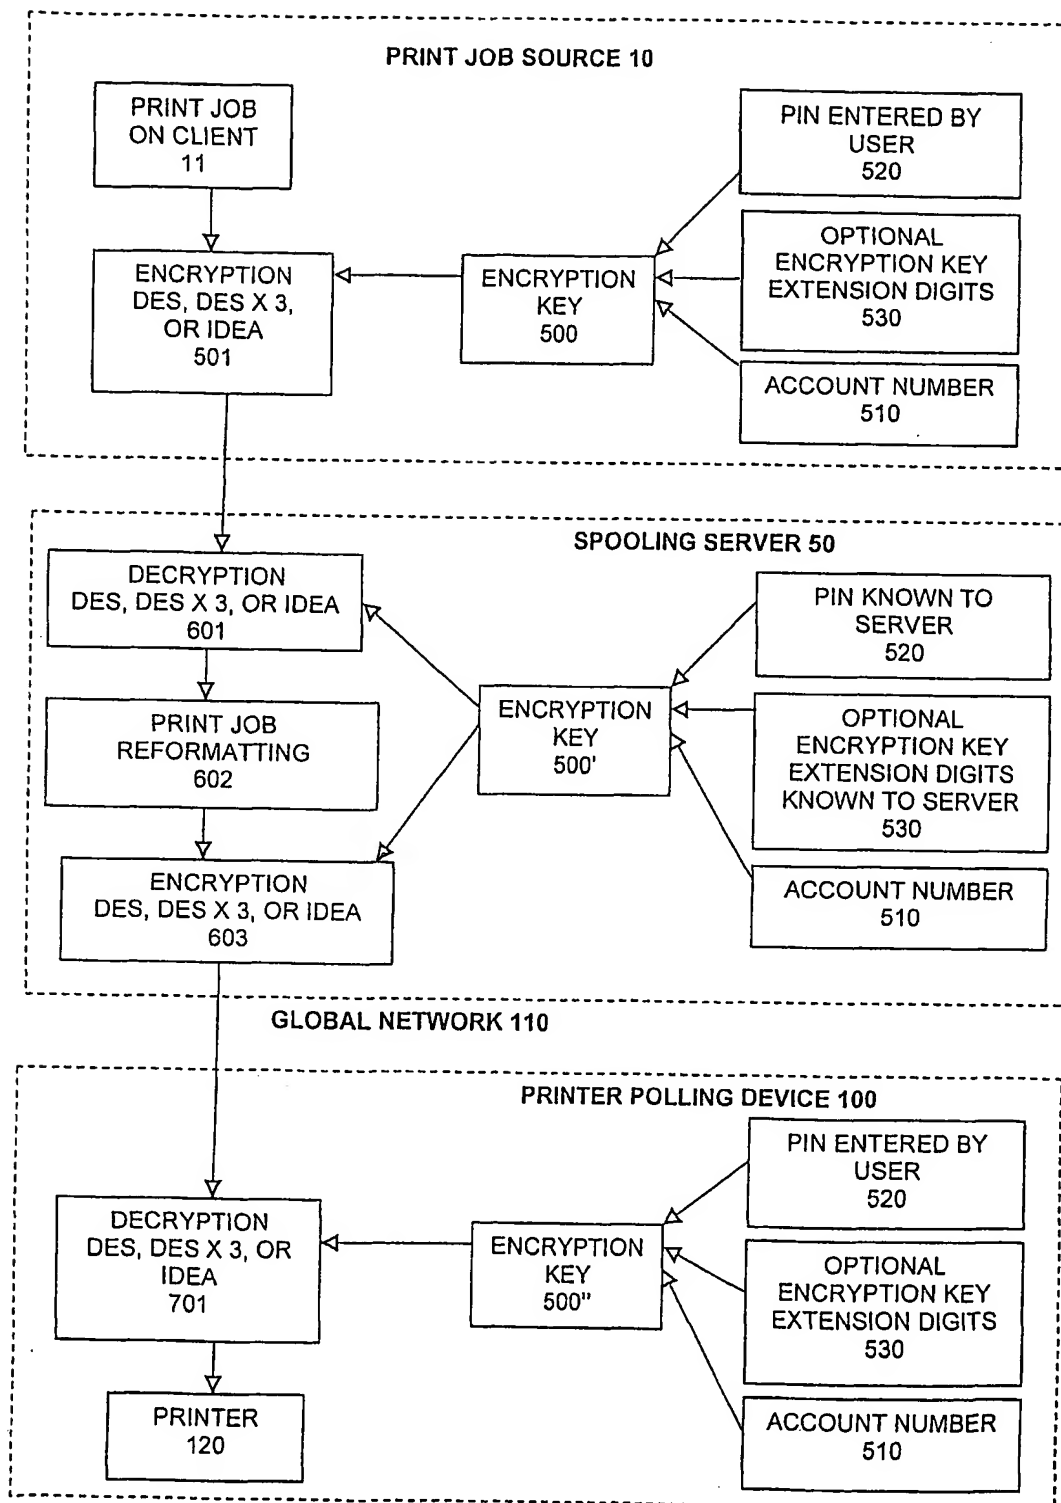 PRINT JOB SOURCE 10
PRINT JOB
ON CLIENT
11
PIN ENTERED BY
USER
520
ENCRYPTION
DES, DES X 3,
OR IDEA
501
ENCRYPTION
KEY
500
OPTIONAL
ENCRYPTION KEY
EXTENSION DIGITS
530
ACCOUNT NUMBER
510
SPOOLING SERVER 50
DECRYPTION
DES, DES X 3, OR IDEA
601
PIN KNOWN TO
SERVER
520
PRINT JOB
REFORMATTING
602
ENCRYPTION
KEY
500'
OPTIONAL
ENCRYPTION KEY
EXTENSION DIGITS
KNOWN TO SERVER
530
ENCRYPTION
DES, DES X 3, OR IDEA
603
ACCOUNT NUMBER
510
GLOBAL NETWORK 110
PRINTER POLLING DEVICE 100
PIN ENTERED BY
USER
520
DECRYPTION
DES, DES X 3, OR
IDEA
701
ENCRYPTION
KEY
500"
OPTIONAL
ENCRYPTION KEY
EXTENSION DIGITS
530
PRINTER
120
ACCOUNT NUMBER
510